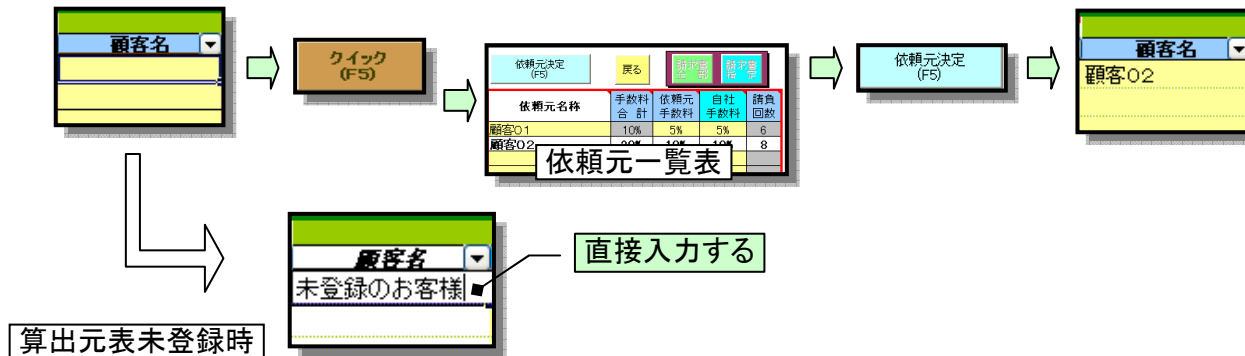 顧客名
クイック
(F5)
依頼元決定
(F5)
戻る
依頼元名称
手数料
合 計
依頼元
手数料
自社
手数料
請負
回数
顧客01
10%
5%
5%
6
顧客02
8
依頼元一覧表
依頼元決定
(F5)
顧客名
顧客02
顧客名
未登録のお客様
直接入力する
算出元表未登録時